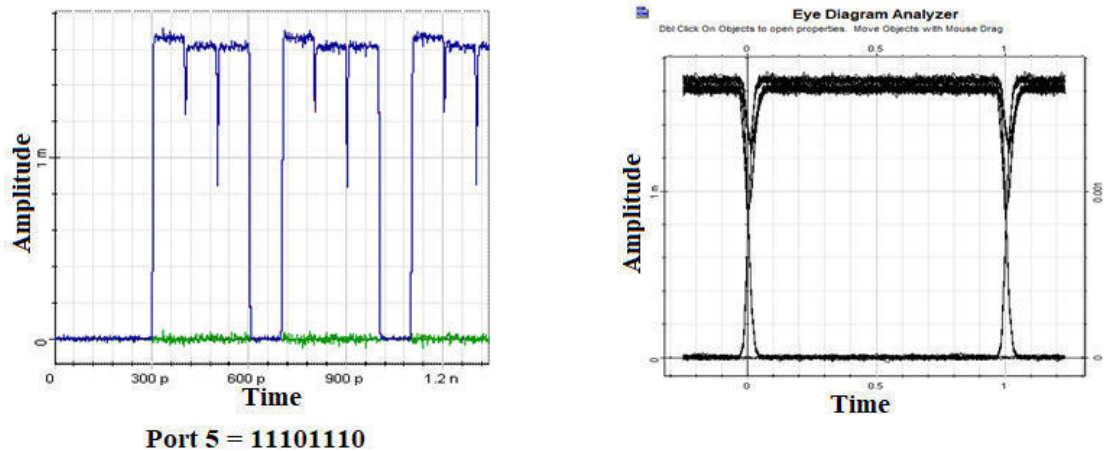 Amplitude
1 m
0
0 300 p 600 p 900 p 1.2 n
Time
Port 5 = 11101110
Eye Diagram Analyzer
Dbl Click On Objects to open properties. Move Objects with Mouse Drag
0 0.5 1
Amplitude
1 m
0
0.001
0
0 0.5 1
Time